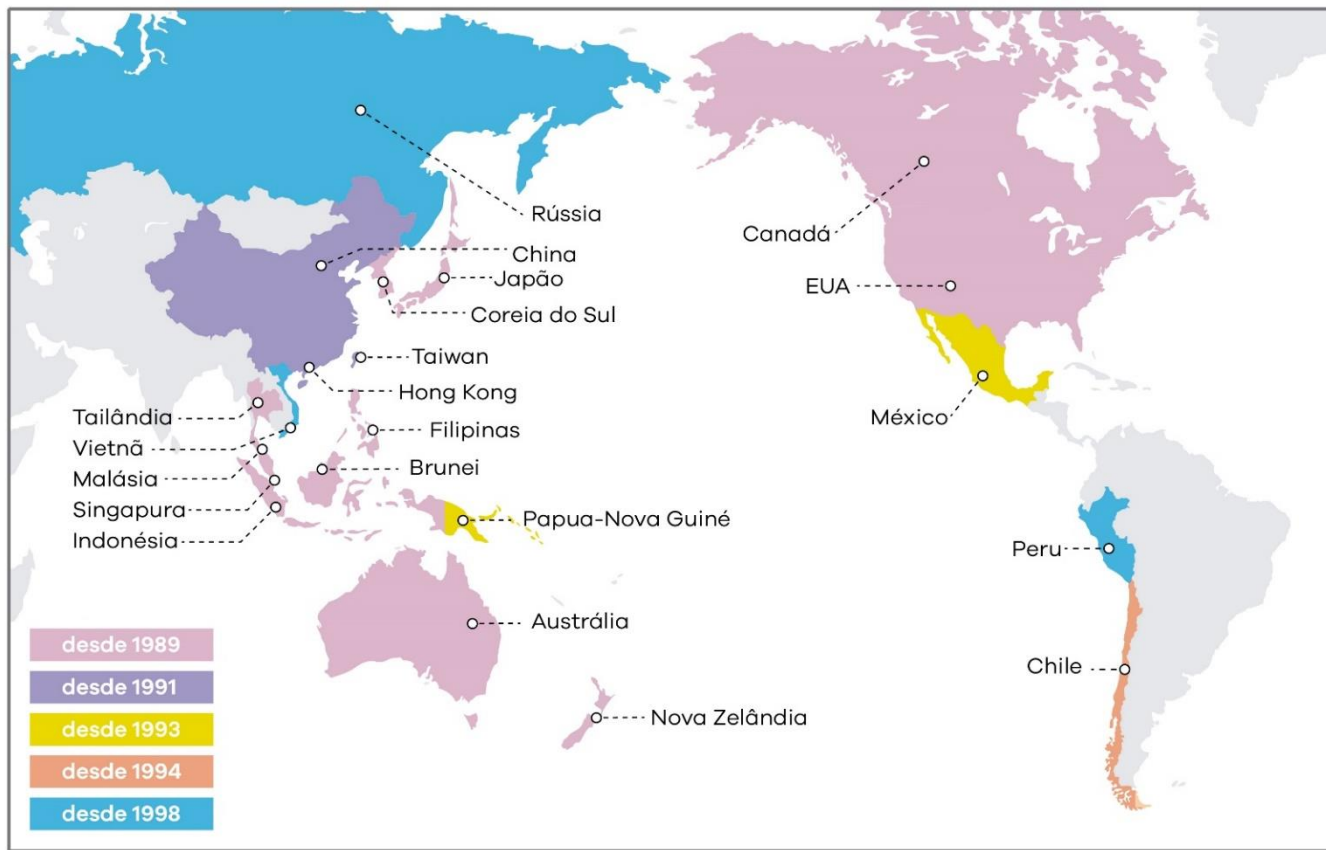 Rússia
China
Japão
Coreia do Sul
Taiwan
Hong Kong
Filipinas
Brunei
Papua-Nova Guiné
Austrália
Nova Zelândia
Tailândia
Vietnã
Malásia
Singapura
Indonésia
Canadá
EUA
México
Peru
Chile
desde 1989
desde 1991
desde 1993
desde 1994
desde 1998